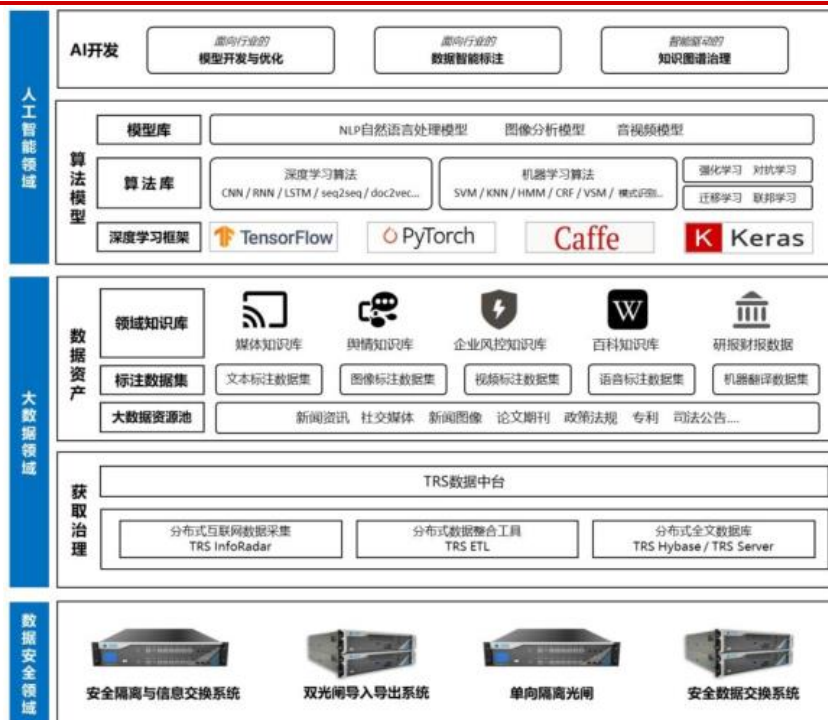 人工智能领域
AI开发
面向行业的
模型开发与优化
面向行业的
数据智能标注
智能驱动的
知识图谱治理
算法模型
模型库
NLP自然语言处理模型 图像分析模型 音视频模型
算法库
深度学习算法
CNN / RNN / LSTM / seq2seq / doc2vec...
机器学习算法
SVM / KNN / HMM / CRF / VSM / 模式识别...
强化学习 对抗学习
迁移学习 联邦学习
深度学习框架
TensorFlow
PyTorch
Caffe
K Keras
大数据领域
数据资产
领域知识库
W
媒体知识库
舆情知识库
企业风控知识库
百科知识库
研报财报数据
标注数据集
文本标注数据集
图像标注数据集
视频标注数据集
语音标注数据集
机器翻译数据集
大数据资源池
新闻资讯 社交媒体 新闻图像 论文期刊 政策法规 专利 司法公告....
获取治理
TRS数据中台
分布式互联网数据采集
TRS InfoRadar
分布式数据整合工具
TRS ETL
分布式全文数据库
TRS Hybase / TRS Server
数据安全领域
安全隔离与信息交换系统
双光闸导入导出系统
单向隔离光闸
安全数据交换系统